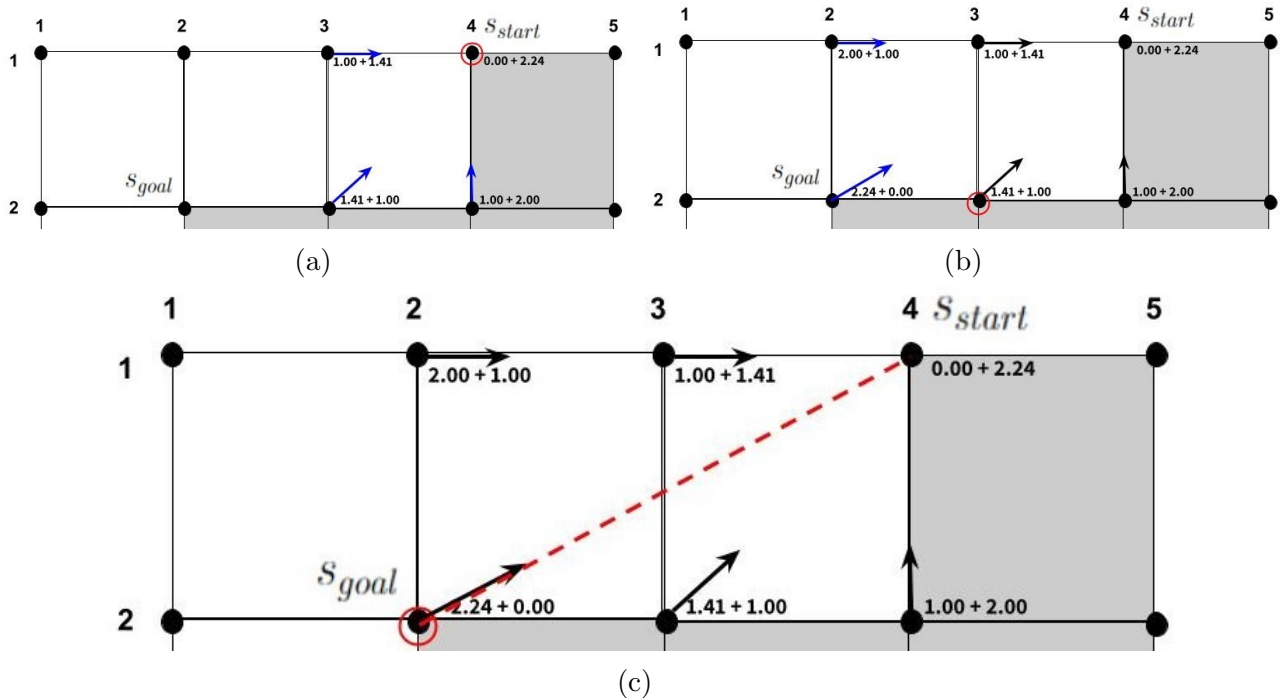 1 2 3 4 s_start 5
1
1.00 + 1.41 0.00 + 2.24
s_goal
1.41 + 1.00 1.00 + 2.00
2
(a)
1 2 3 4 s_start 5
1
2.00 + 1.00 1.00 + 1.41 0.00 + 2.24
s_goal
2.24 + 0.00 1.41 + 1.00 1.00 + 2.00
2
(b)
1 2 3 4 s_start 5
1
2.00 + 1.00 1.00 + 1.41 0.00 + 2.24
s_goal
2.24 + 0.00 1.41 + 1.00 1.00 + 2.00
2
(c)